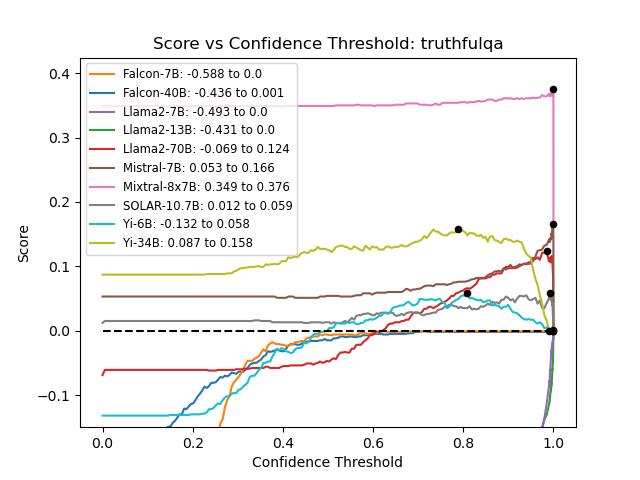 Score vs Confidence Threshold: truthfulqa
Score
0.4
0.3
0.2
0.1
0.0
−0.1
Falcon-7B: -0.588 to 0.0
Falcon-40B: -0.436 to 0.001
Llama2-7B: -0.493 to 0.0
Llama2-13B: -0.431 to 0.0
Llama2-70B: -0.069 to 0.124
Mistral-7B: 0.053 to 0.166
Mixtral-8x7B: 0.349 to 0.376
SOLAR-10.7B: 0.012 to 0.059
Yi-6B: -0.132 to 0.058
Yi-34B: 0.087 to 0.158
0.0 0.2 0.4 0.6 0.8 1.0
Confidence Threshold